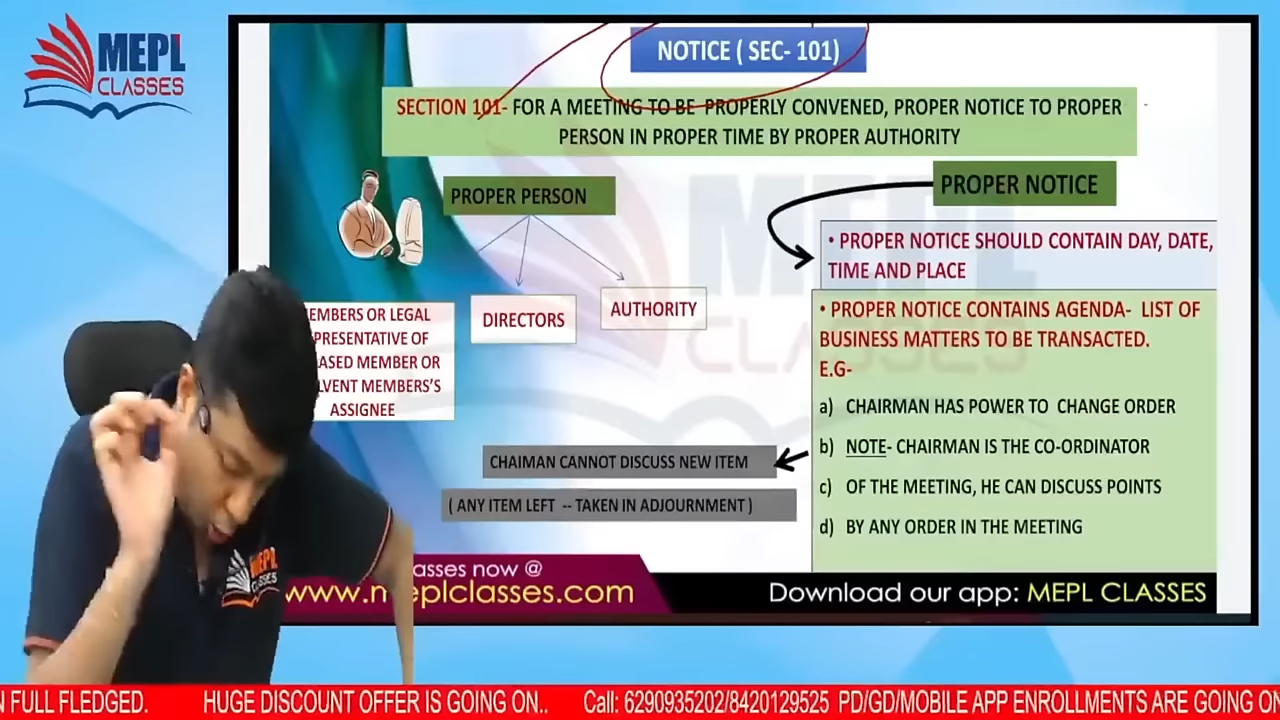 MEPL
CLASSES
NOTICE ( SEC- 101)
SECTION 101- FOR A MEETING TO BE PROPERLY CONVENED, PROPER NOTICE TO PROPER
PERSON IN PROPER TIME BY PROPER AUTHORITY
PROPER PERSON
PROPER NOTICE
• PROPER NOTICE SHOULD CONTAIN DAY, DATE,
TIME AND PLACE
EMBERS OR LEGAL
PRESENTATIVE OF
ASED MEMBER OR
LVENT MEMBERS’S
ASSIGNEE
DIRECTORS
AUTHORITY
• PROPER NOTICE CONTAINS AGENDA- LIST OF
BUSINESS MATTERS TO BE TRANSACTED.
E.G-
a) CHAIRMAN HAS POWER TO CHANGE ORDER
b) NOTE- CHAIRMAN IS THE CO-ORDINATOR
c) OF THE MEETING, HE CAN DISCUSS POINTS
d) BY ANY ORDER IN THE MEETING
CHAIMAN CANNOT DISCUSS NEW ITEM
( ANY ITEM LEFT -- TAKEN IN ADJOURNMENT )
MEPL
CLASSES
MEPL
CLASSES
asses now @
www.meplclasses.com
Download our app: MEPL CLASSES
N FULL FLEDGED. HUGE DISCOUNT OFFER IS GOING ON.. Call: 6290935202/8420129525 PD/GD/MOBILE APP ENROLLMENTS ARE GOING ON